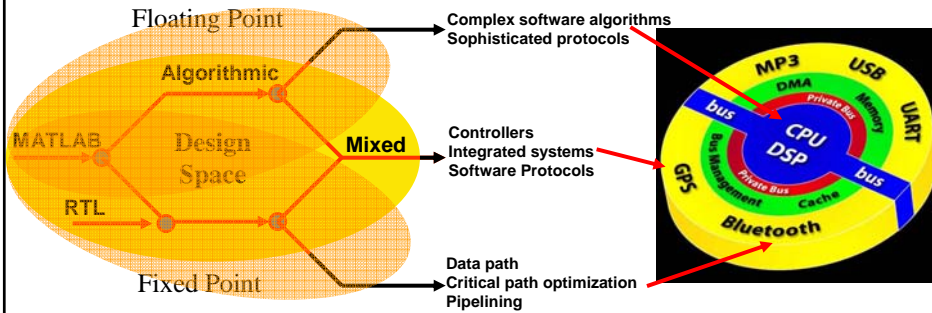 Floating Point
Algorithmic
MATLAB
Design
Space
Mixed
RTL
Fixed Point
Complex software algorithms
Sophisticated protocols
Controllers
Integrated systems
Software Protocols
Data path
Critical path optimization
Pipelining
MP3
USB
UART
DMA
Memory
Private Bus
bus
CPU
DSP
bus
GPS
Bus Management
Private Bus
Cache
Bluetooth